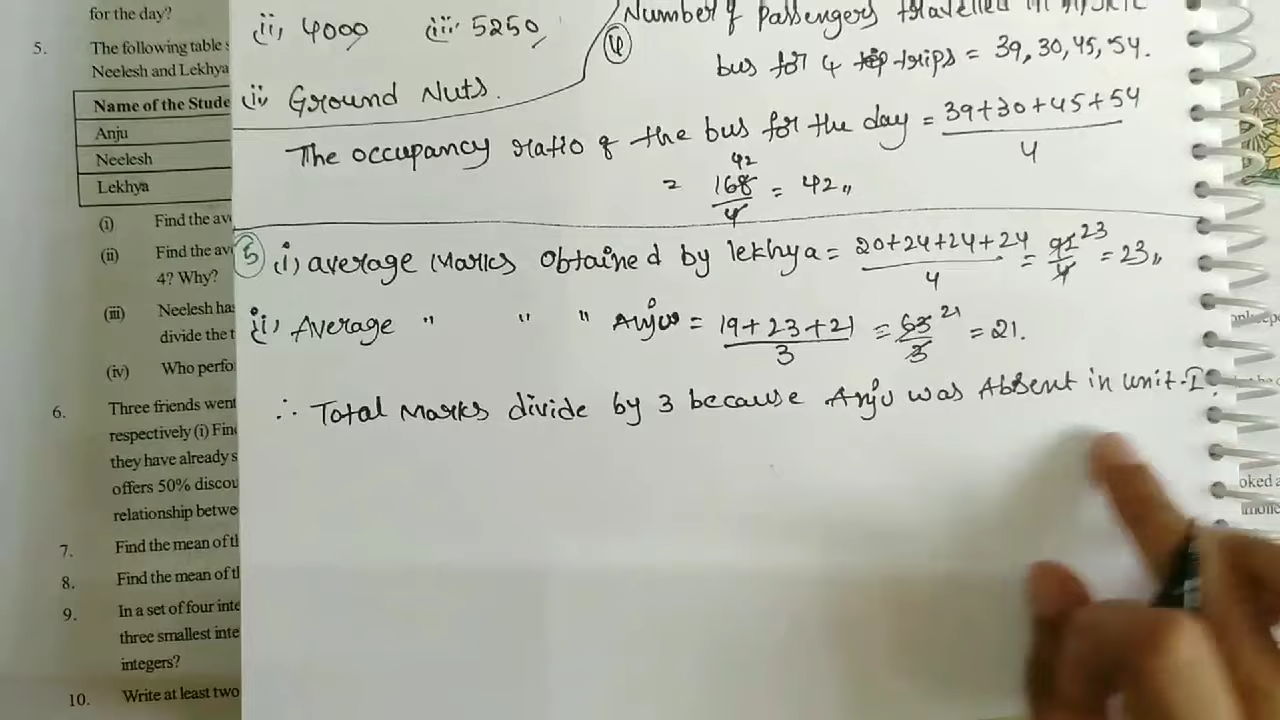 for the day?
5. The following table
Neelesh and Lekhya
Name of the Stude
Anju
Neelesh
Lekhya
(i) Find the av
(ii) Find the av
4? Why?
(iii) Neelesh ha
divide the t
(iv) Who perfo
6. Three friends went
respectively (i) Fin
they have already s
offers 50% discou
relationship betwe
7. Find the mean of tl
8. Find the mean of tl
9. In a set of four inte
three smallest inte
integers?
10. Write at least two
ii, 4000 iii, 5250
iv Ground Nuts.
4 Number of Passengers travelled in
bus for 4 trips = 39, 30, 45, 54.
The occupancy ratio of the bus for the day = 39+30+45+54
4
= 168 42
4 = 42
5 i) average Marks obtained by lekhya = 20+24+24+24 / 4 = 23 = 23
ii) Average " " " Anju = 19+23+21 / 3 = 63 21 / 3 = 21.
∴ Total Marks divide by 3 because Anju was Absent in unit-I.
oked a